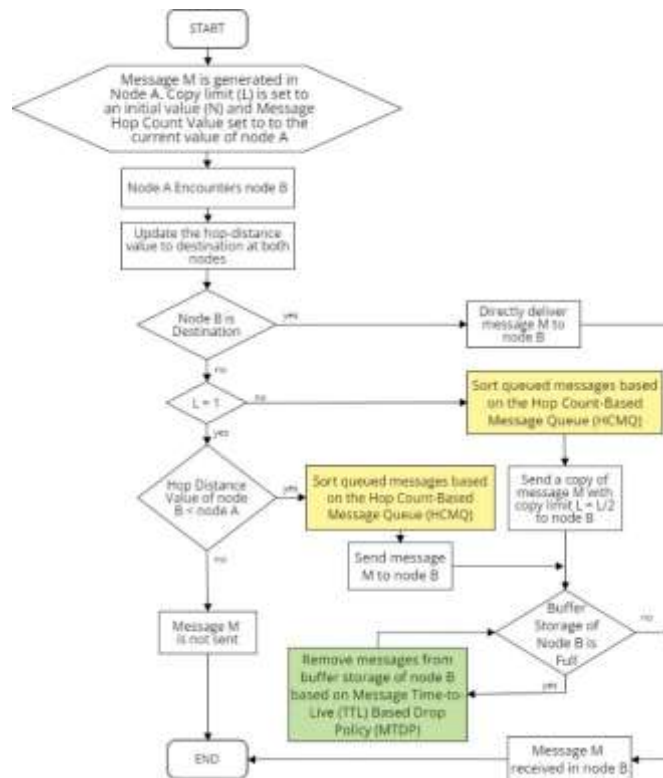 START
Message M is generated in
Node A. Copy limit (L) is set to
an initial value (N) and Message
Hop Count Value set to to the
current value of node A
Node A Encounters node B
Update the hop-distance
value to destination at both
nodes
Node B is
Destination
yes
Directly deliver
message M to
node B
no
L = 1
no
Sort queued messages based
on the Hop Count-Based
Message Queue (HCMQ)
yes
Hop Distance
Value of node
B < node A
yes
Sort queued messages based
on the Hop Count-Based
Message Queue (HCMQ)
Send a copy of
message M with
copy limit L = L/2
to node B
no
Send message
M to node B
Message M
is not sent
Buffer
Storage of
Node B is
Full
no
yes
Remove messages from
buffer storage of node B
based on Message Time-to-
Live (TTL) Based Drop
Policy (MTDP)
END
Message M
received in node B.